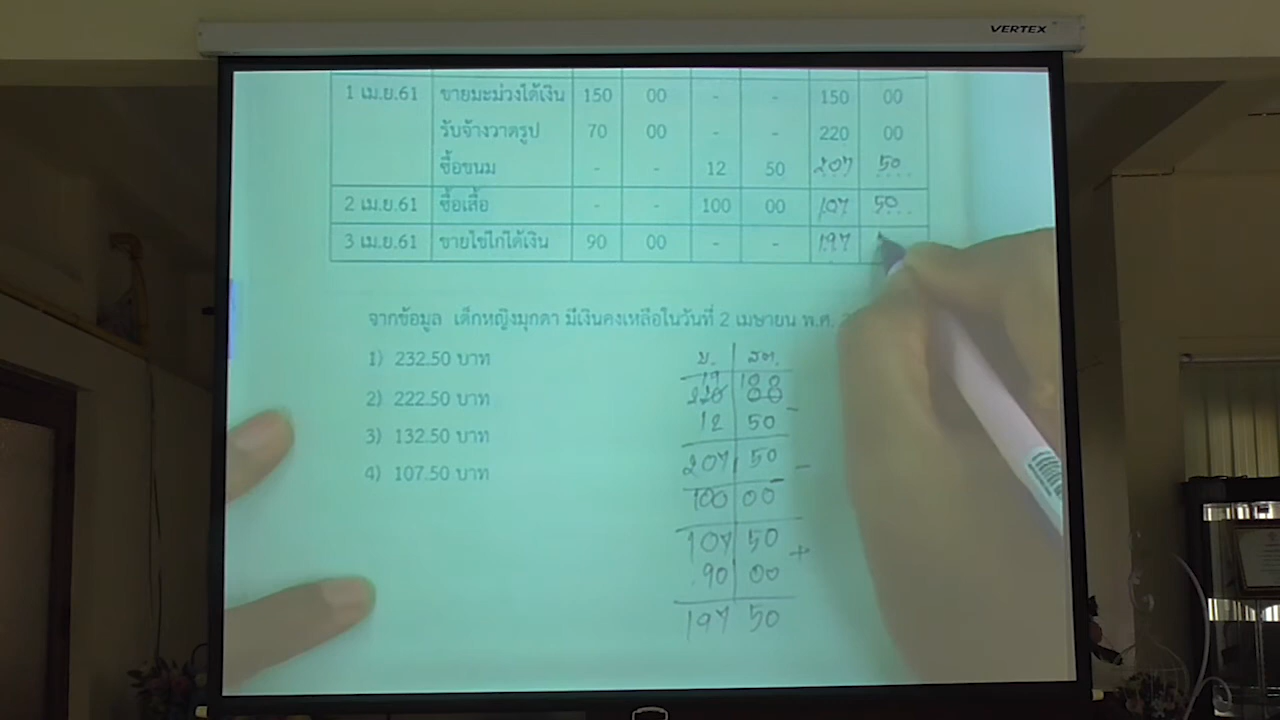 VERTEX
1 เม.ย.61 ขายมะม่วงได้เงิน 150 00 - - 150 00
รับจ้างวาดรูป 70 00 - - 220 00
ซื้อขนม - - 12 50 207 50
2 เม.ย.61 ซื้อเสื้อ - - 100 00 107 50
3 เม.ย.61 ขายไข่ไก่ได้เงิน 90 00 - - 197
จากข้อมูล เด็กหญิงมุกดา มีเงินคงเหลือในวันที่ 2 เมษายน พ.ศ.
1) 232.50 บาท
2) 222.50 บาท
3) 132.50 บาท
4) 107.50 บาท
บ. สต.
19 100
220 00 -
12 50
207 50 -
100 00
107 50 +
90 00
197 50